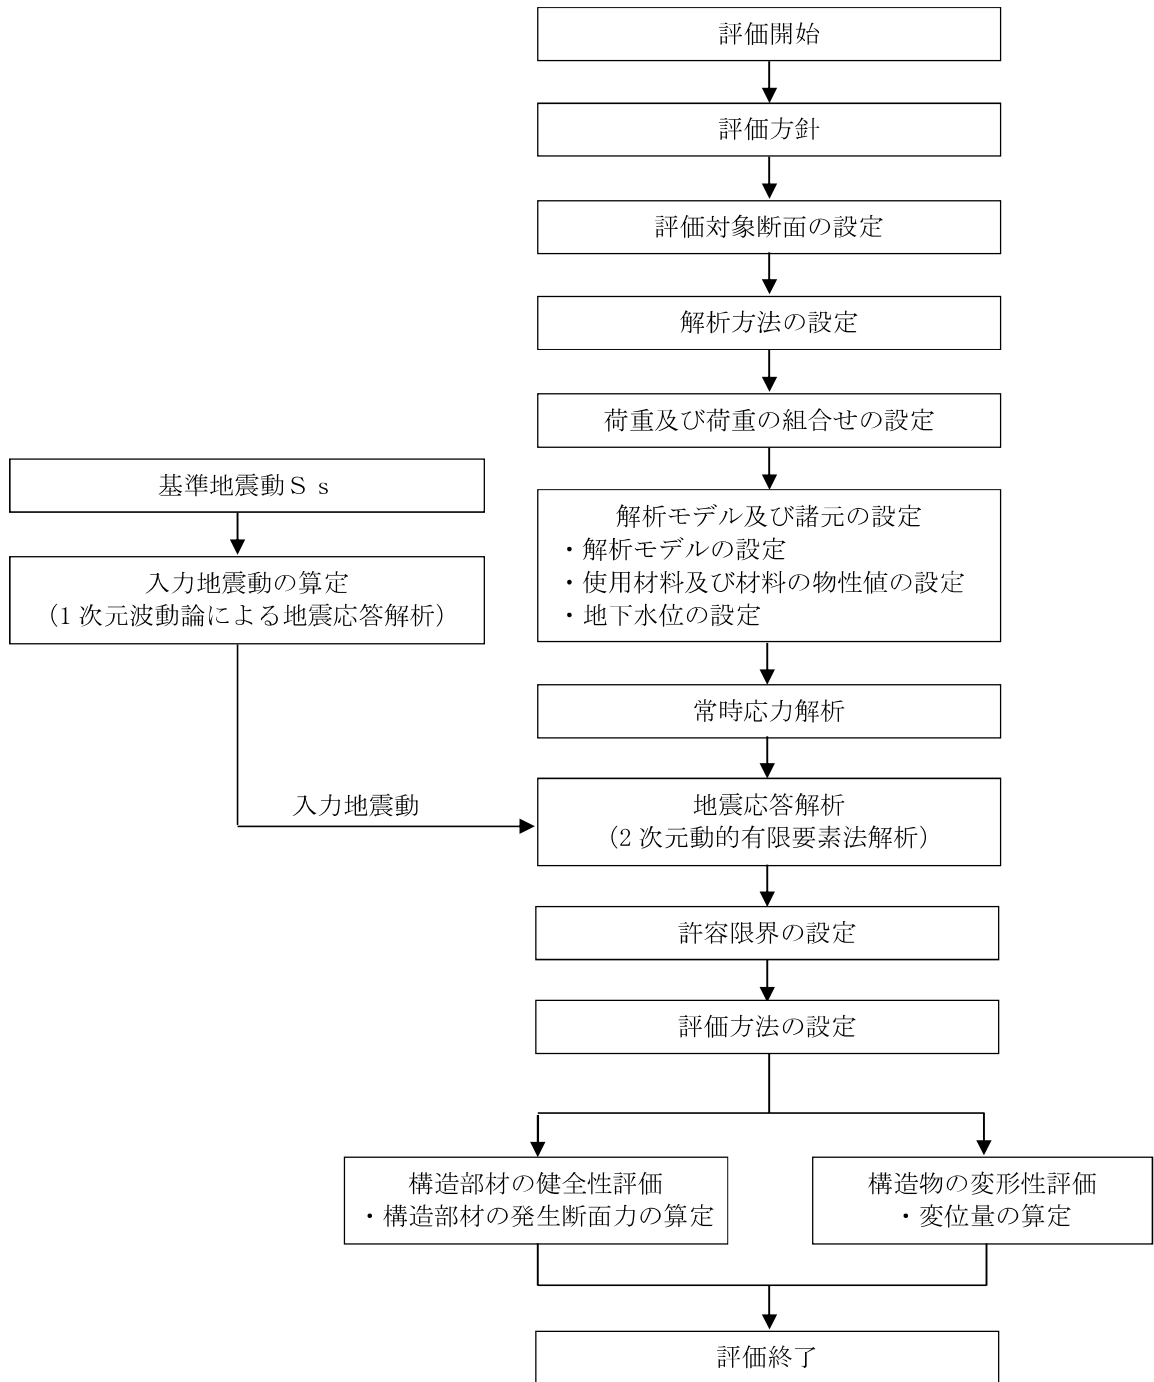 評価開始
評価方針
評価対象断面の設定
解析方法の設定
荷重及び荷重の組合せの設定
基準地震動Ｓｓ
入力地震動の算定
（1 次元波動論による地震応答解析）
解析モデル及び諸元の設定
・解析モデルの設定
・使用材料及び材料の物性値の設定
・地下水位の設定
常時応力解析
入力地震動
地震応答解析
（2 次元動的有限要素法解析）
許容限界の設定
評価方法の設定
構造部材の健全性評価
・構造部材の発生断面力の算定
構造物の変形性評価
・変位量の算定
評価終了